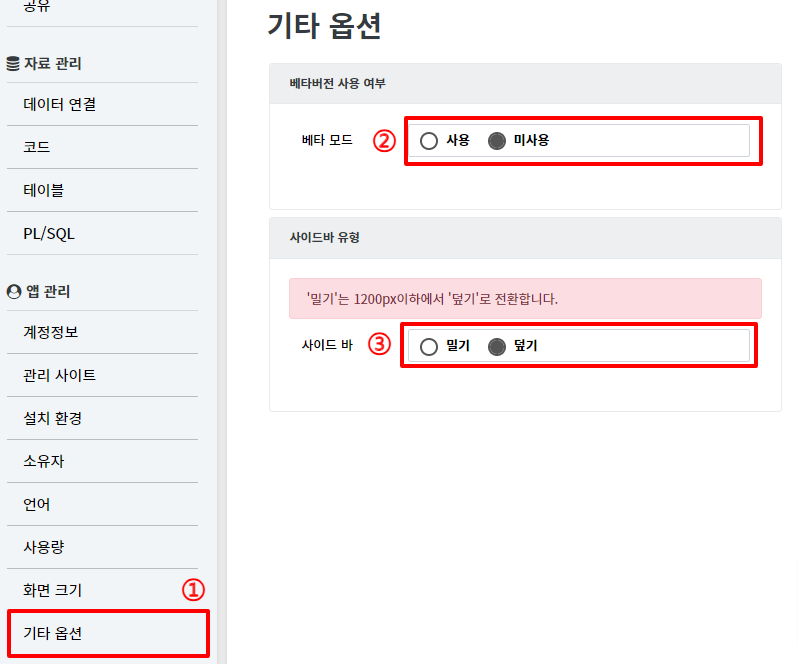 공유
자료 관리
데이터 연결
코드
테이블
PL/SQL
앱 관리
계정정보
관리 사이트
설치 환경
소유자
언어
사용량
화면 크기
①
기타 옵션
기타 옵션
베타버전 사용 여부
베타 모드 ② 사용 미사용
사이드바 유형
'밀기'는 1200px이하에서 '덮기'로 전환합니다.
사이드 바 ③ 밀기 덮기